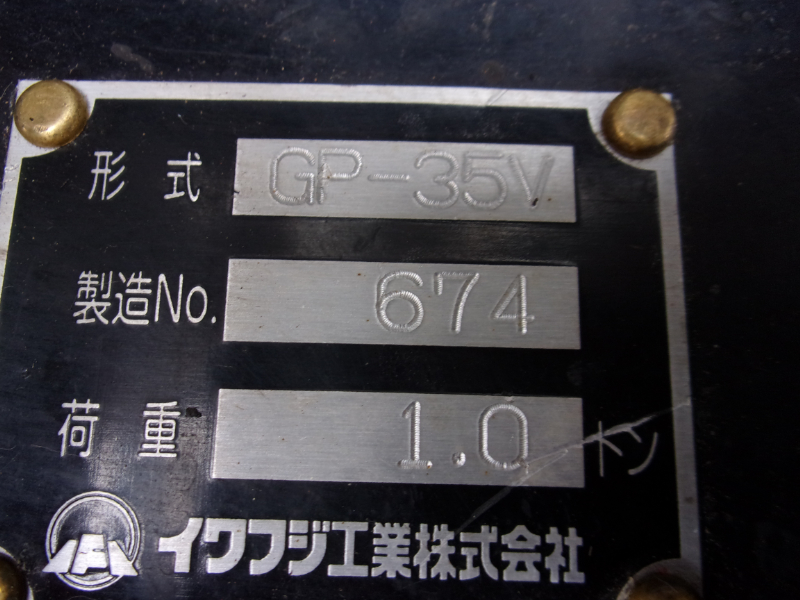 形式 GP-35V
製造No. 674
荷重 1.0 トン
イワフジ工業株式会社